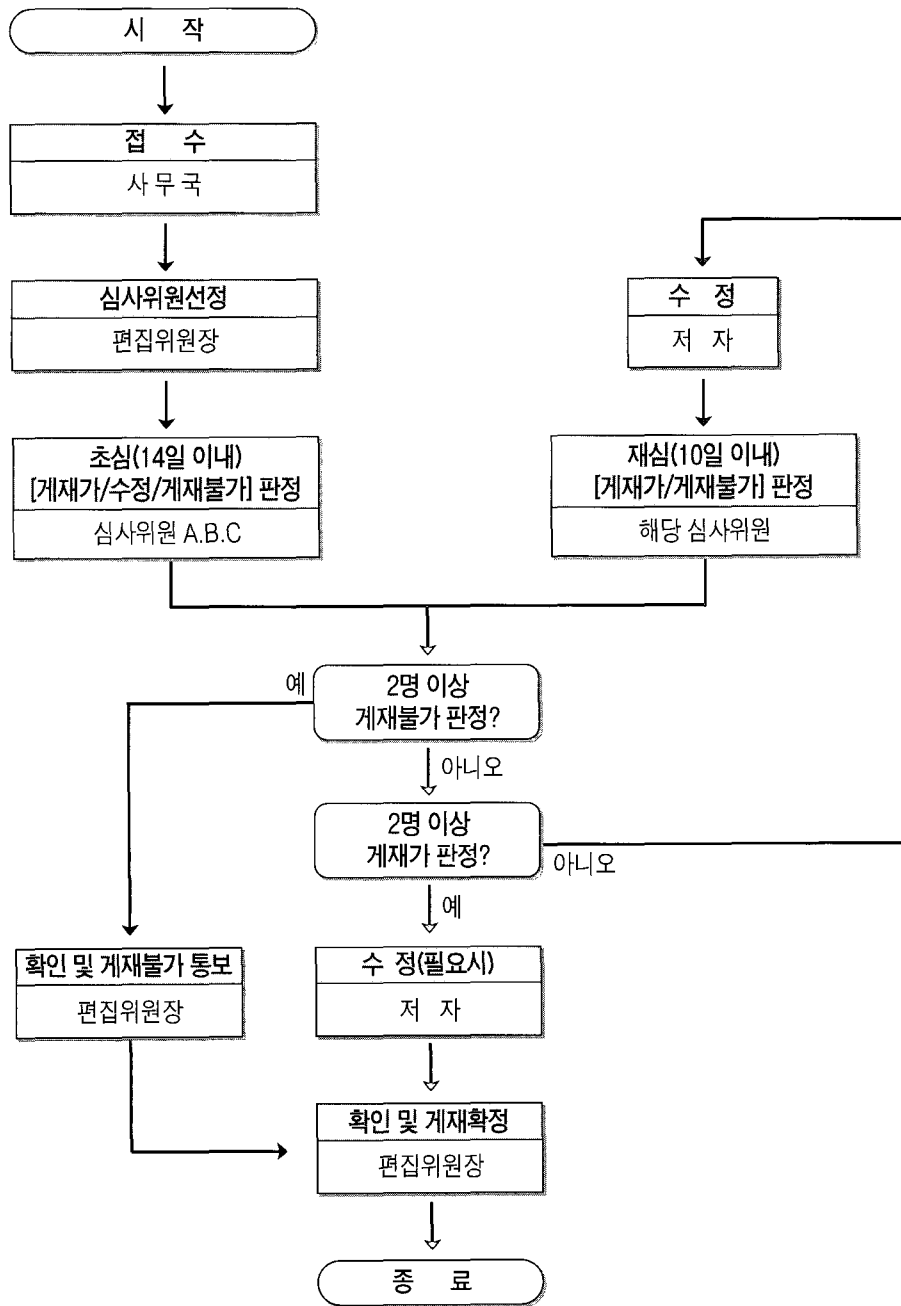 시 작
접 수
사 무 국
심사위원선정
편집위원장
초심(14일 이내)
[게재가/수정/게재불가] 판정
심사위원 A.B.C
수 정
저 자
재심(10일 이내)
[게재가/게재불가] 판정
해당 심사위원
2명 이상
게재불가 판정?
예
아니오
2명 이상
게재가 판정?
아니오
예
확인 및 게재불가 통보
편집위원장
수 정(필요시)
저 자
확인 및 게재확정
편집위원장
종 료